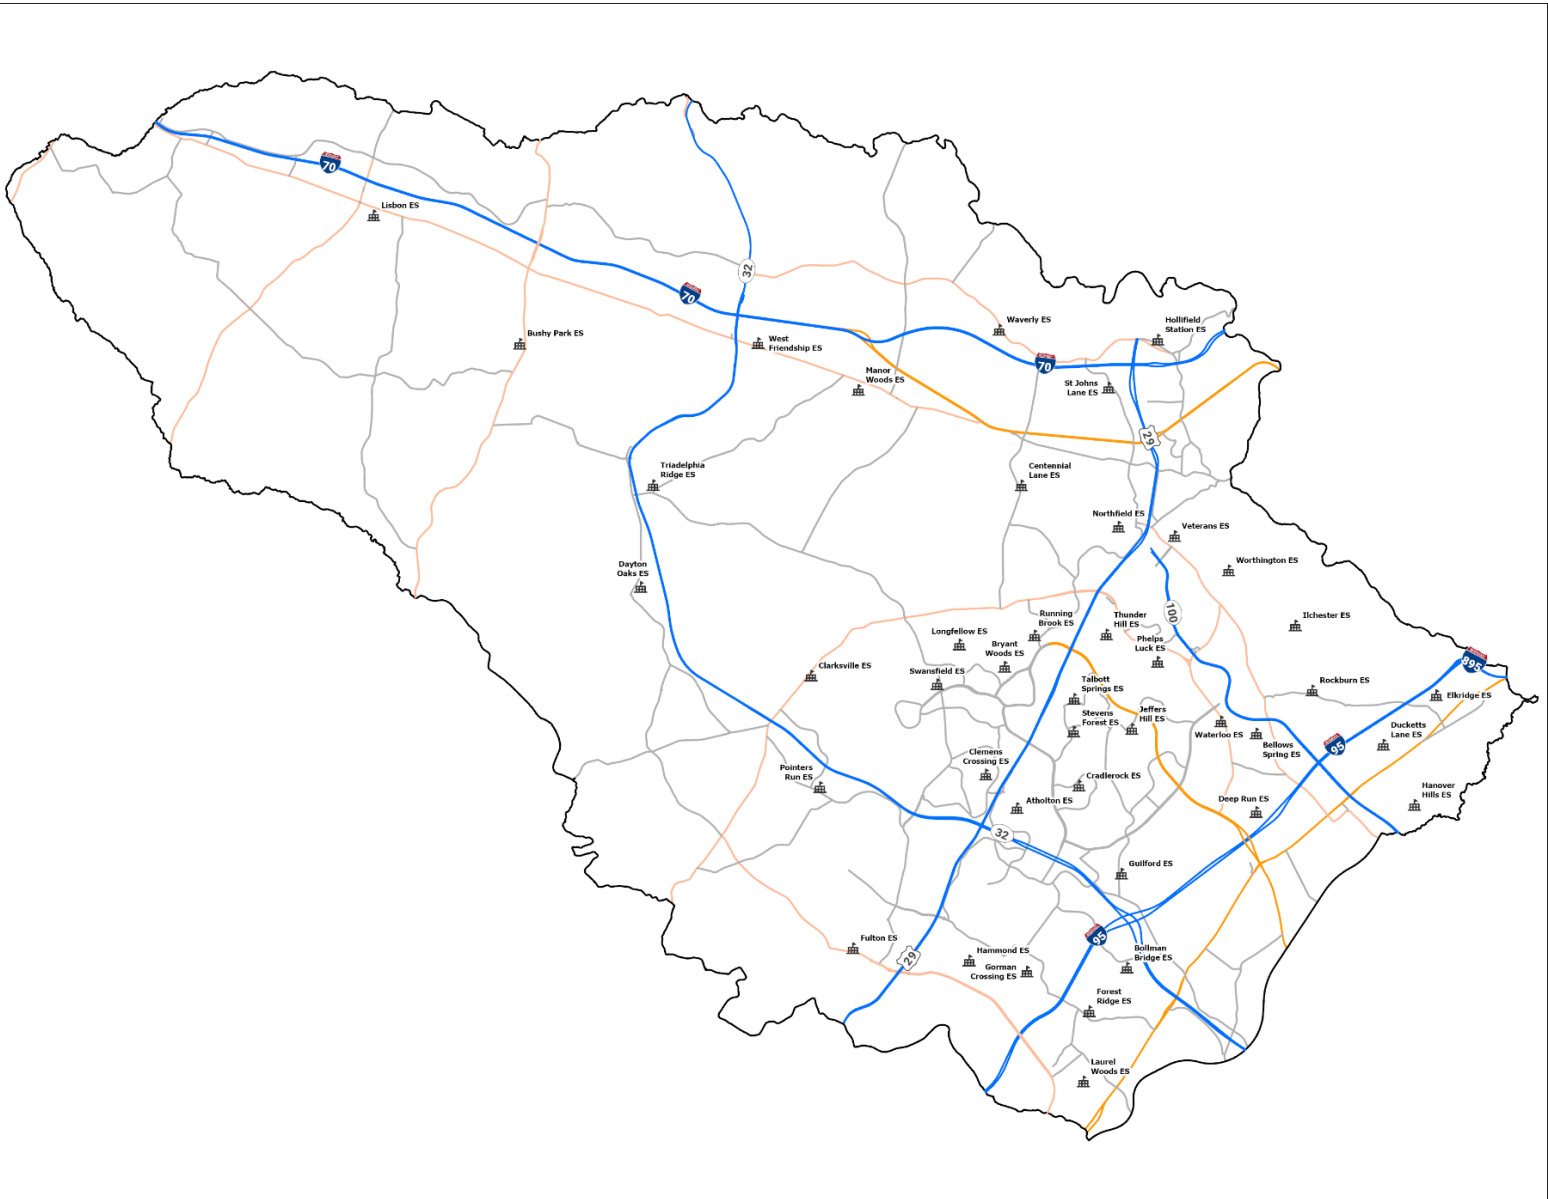 70
Lisbon ES
32
70
Bushy Park ES
West
Friendship ES
Waverly ES
Hollifield
Station ES
70
Manor
Woods ES
St Johns
Lane ES
29
Triadelphia
Ridge ES
Centennial
Lane ES
Northfield ES
Veterans ES
Worthington ES
Dayton
Oaks ES
100
Ilchester ES
Running
Brook ES
Thunder
Hill ES
Longfellow ES
Bryant
Woods ES
Phelps
Luck ES
Clarksville ES
Swansfield ES
895
Talbott
Springs ES
Rockburn ES
Elkridge ES
Stevens
Forest ES
Jeffers
Hill ES
Waterloo ES
Bellows
Spring ES
Ducketts
Lane ES
95
Clemens
Crossing ES
Pointers
Run ES
Cradlerock ES
Atholton ES
Deep Run ES
Hanover
Hills ES
32
Guilford ES
95
Fulton ES
29
Hammond ES
Gorman
Crossing ES
Bollman
Bridge ES
Forest
Ridge ES
Laurel
Woods ES